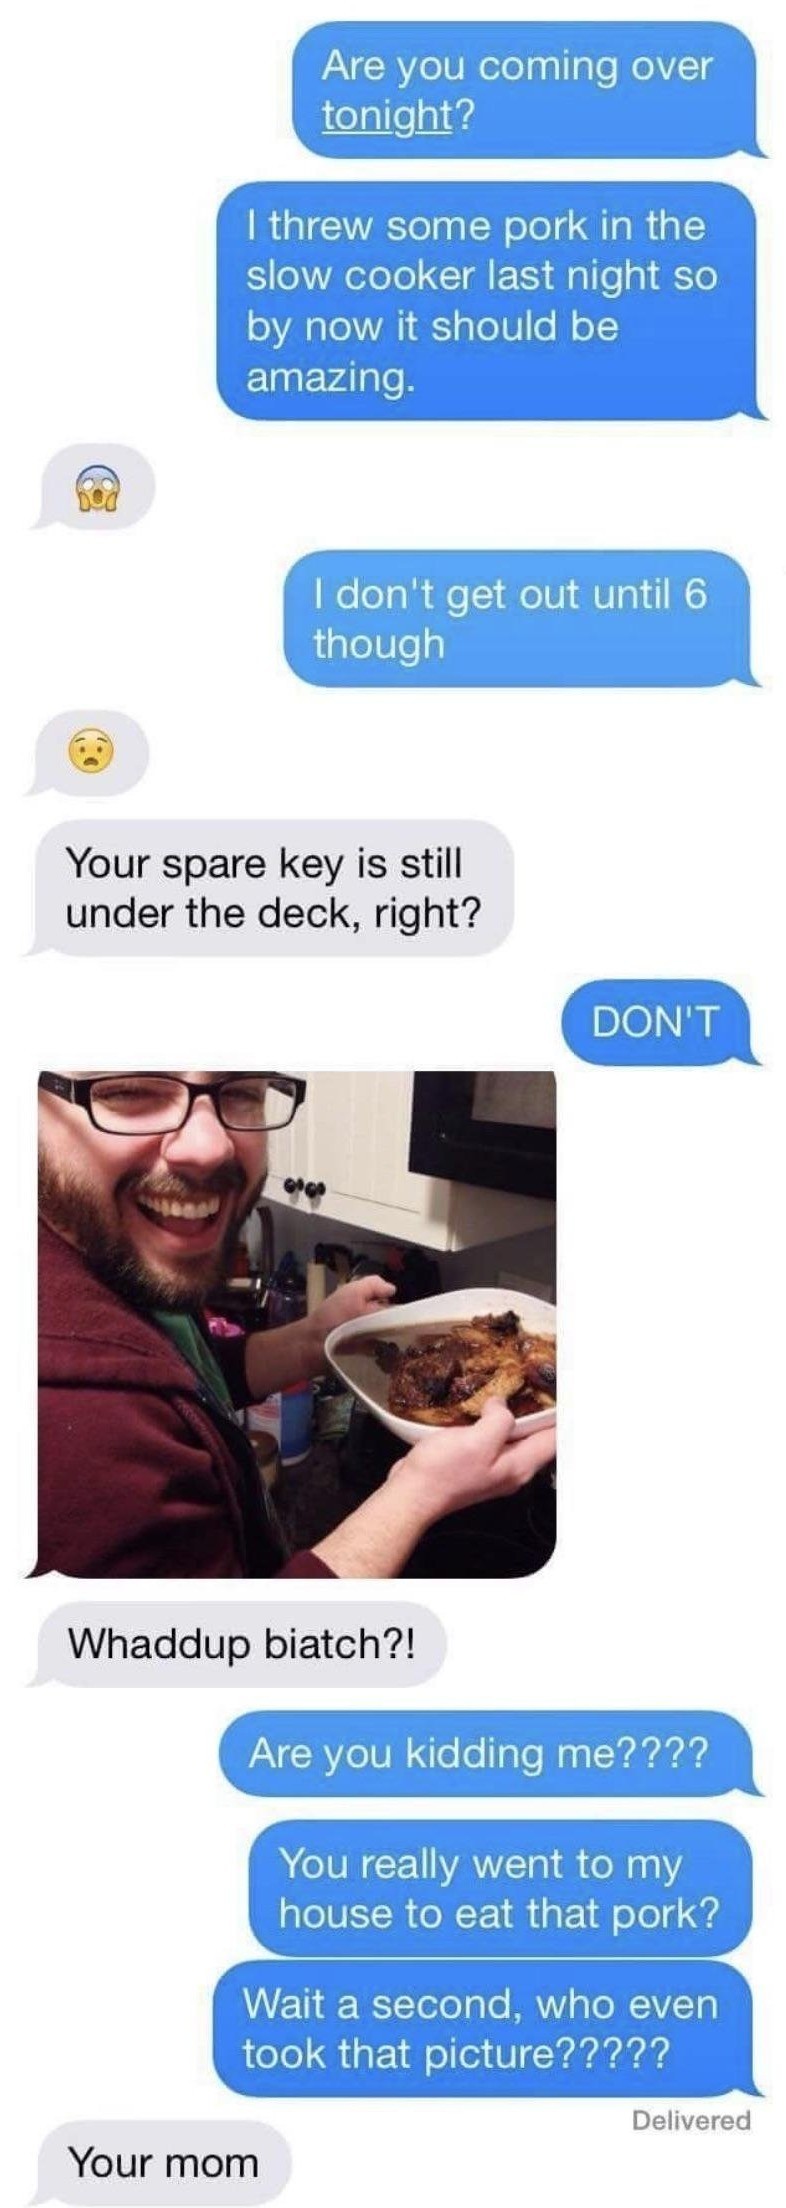 Are you coming over
tonight?
I threw some pork in the
slow cooker last night so
by now it should be
amazing.
😱
I don't get out until 6
though
😧
Your spare key is still
under the deck, right?
DON'T
Whaddup biatch?!
Are you kidding me????
You really went to my
house to eat that pork?
Wait a second, who even
took that picture?????
Delivered
Your mom